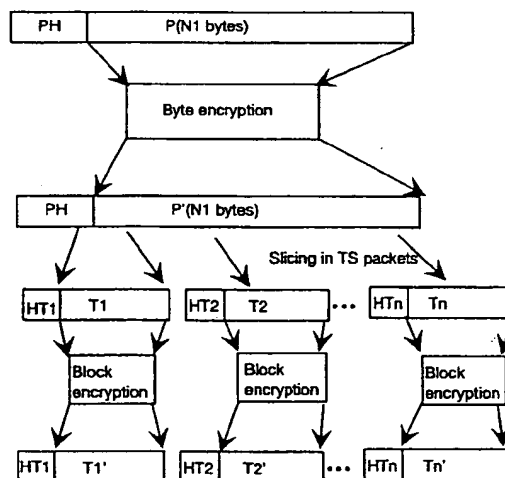 PH P(N1 bytes)
Byte encryption
PH P'(N1 bytes)
Slicing in TS packets
HT1 T1 HT2 T2 ... HTn Tn
Block encryption Block encryption Block encryption
HT1 T1' HT2 T2' ... HTn Tn'